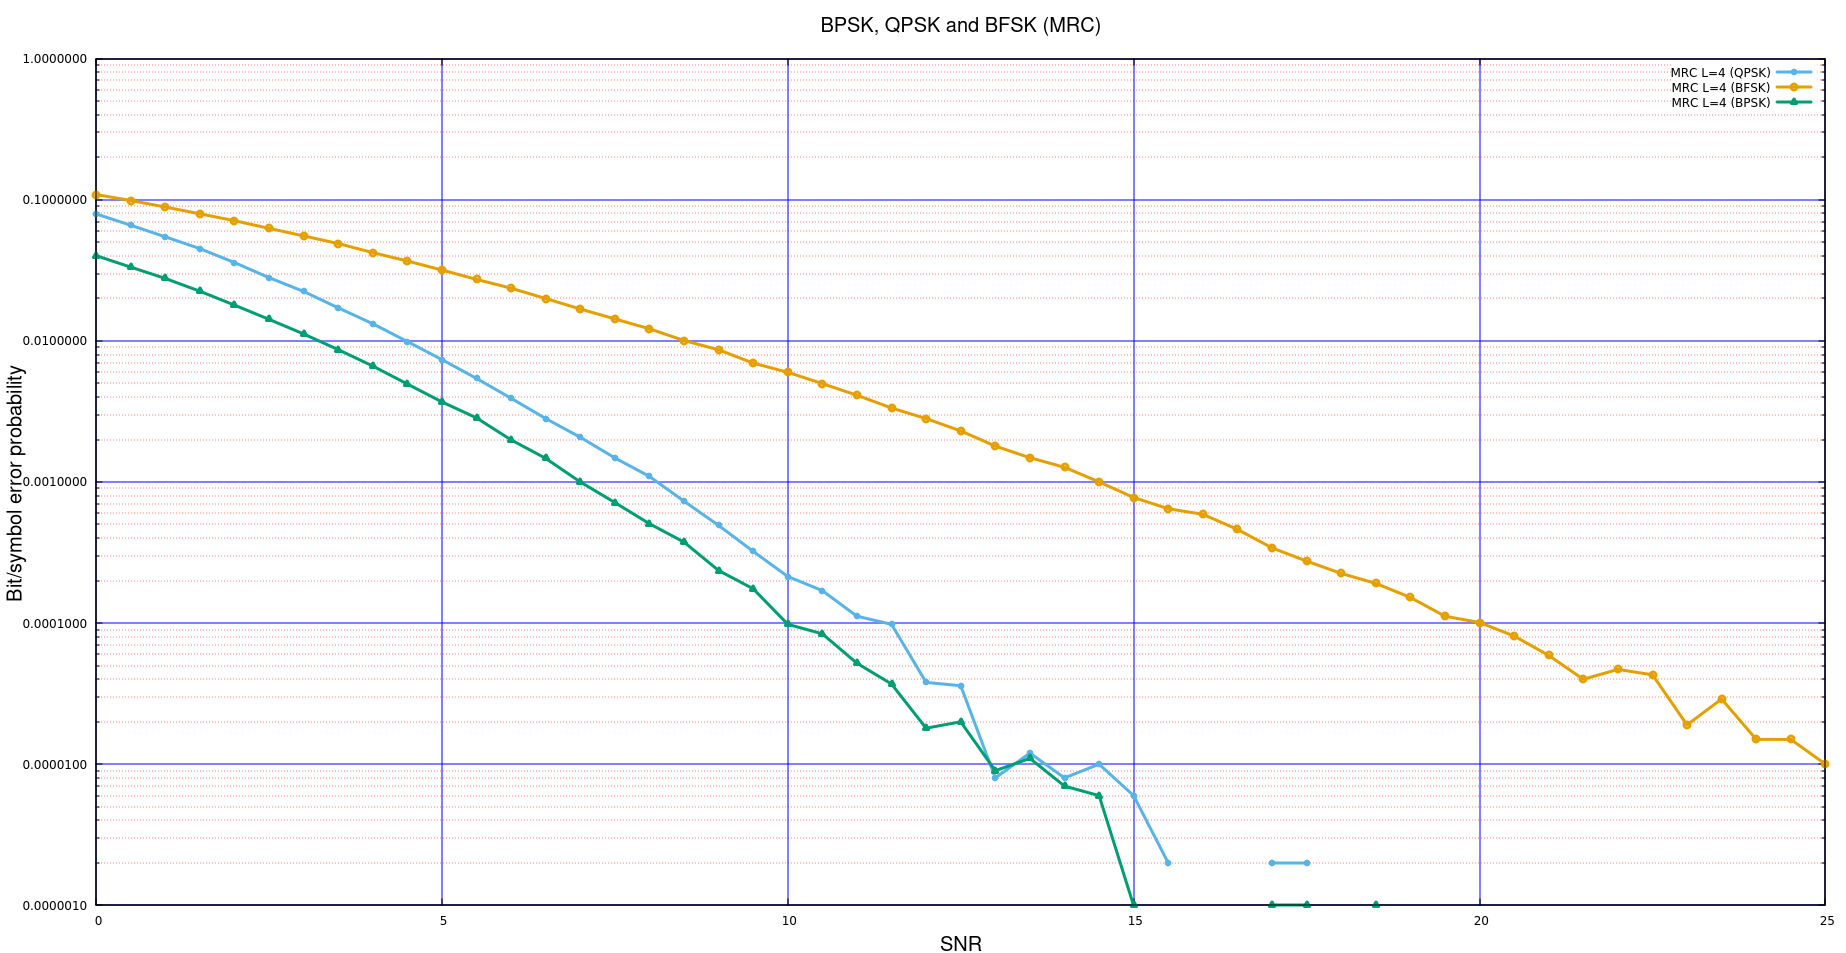 BPSK, QPSK and BFSK (MRC)
1.0000000
MRC L=4 (QPSK)
MRC L=4 (BFSK)
MRC L=4 (BPSK)
0.1000000
0.0100000
0.0010000
0.0001000
0.0000100
0.0000010
Bit/symbol error probability
0 5 10 15 20 25
SNR